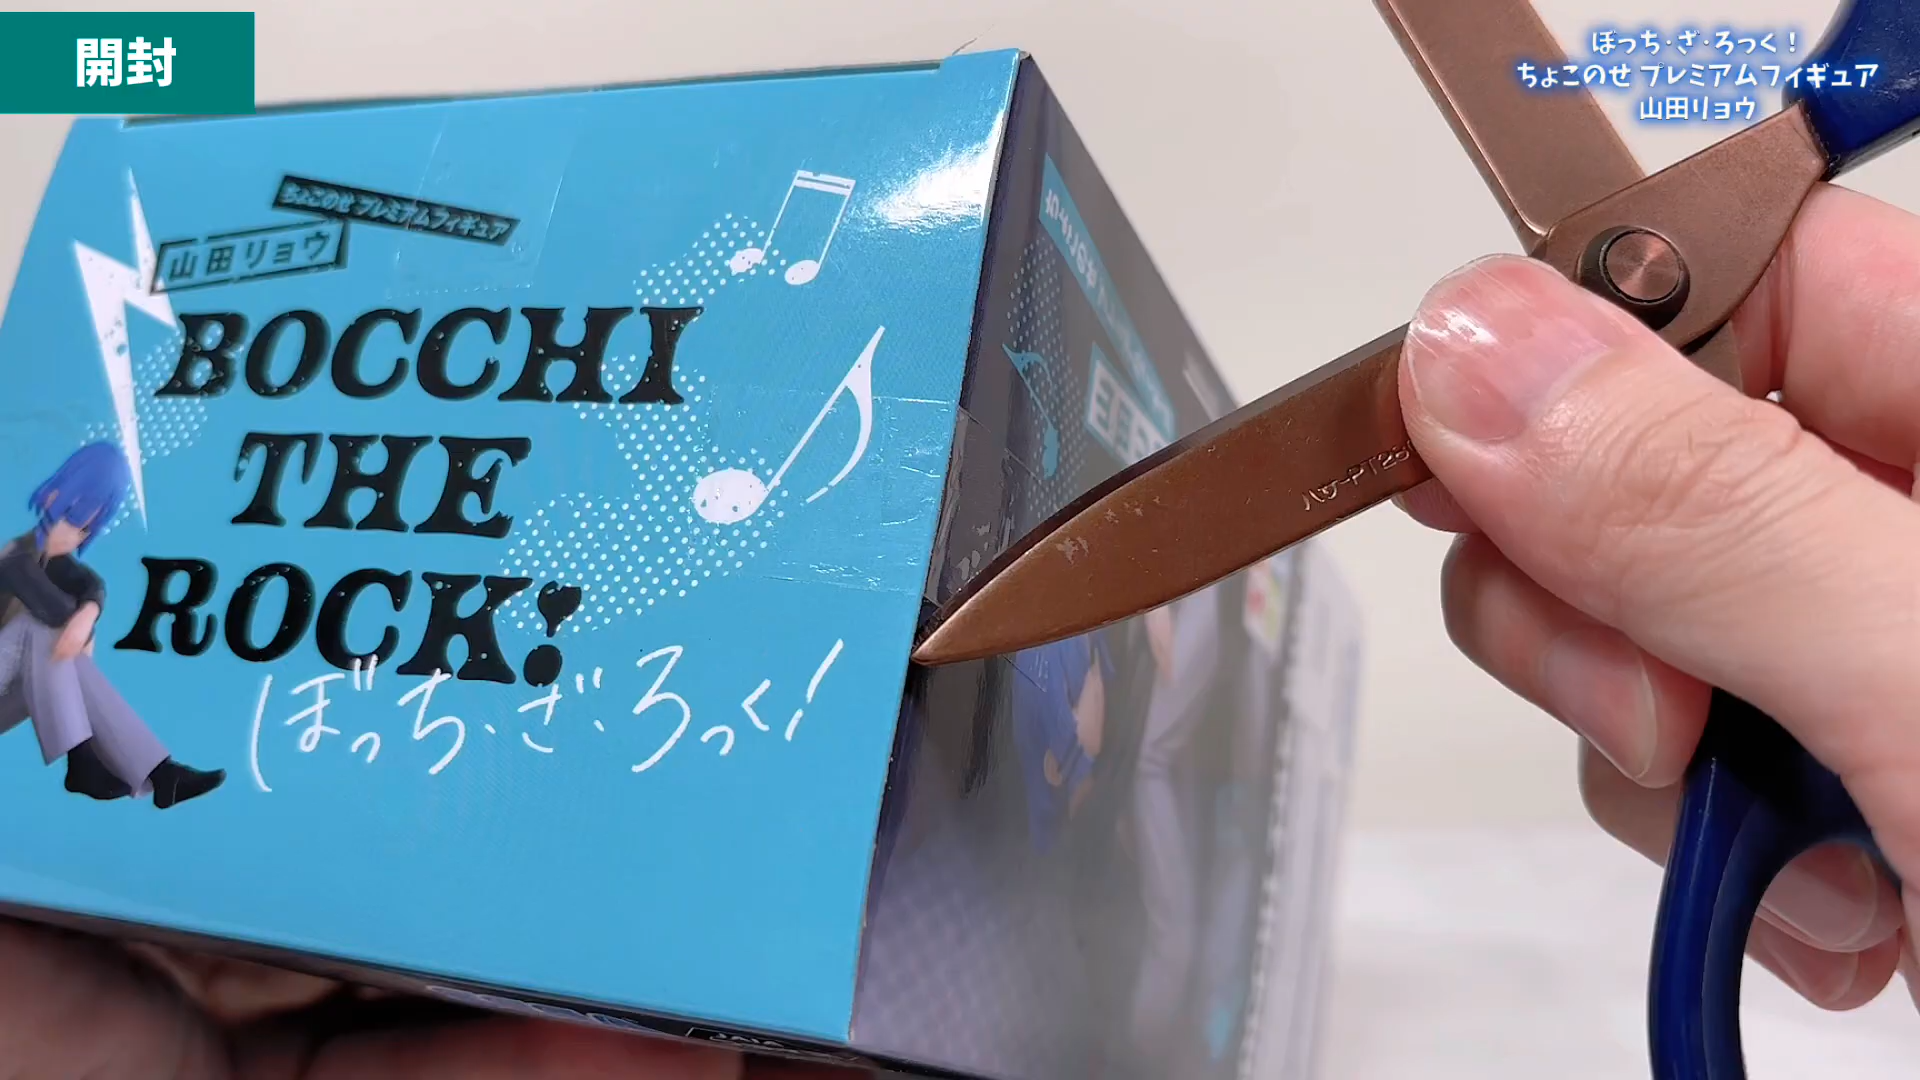 開封
ぼっち・ざ・ろっく!
ちょこのせ プレミアムフィギュア
山田リョウ
ちょこのせ プレミアムフィギュア
山田リョウ
BOCCHI
THE
ROCK!
ぼっち・ざ・ろっく!